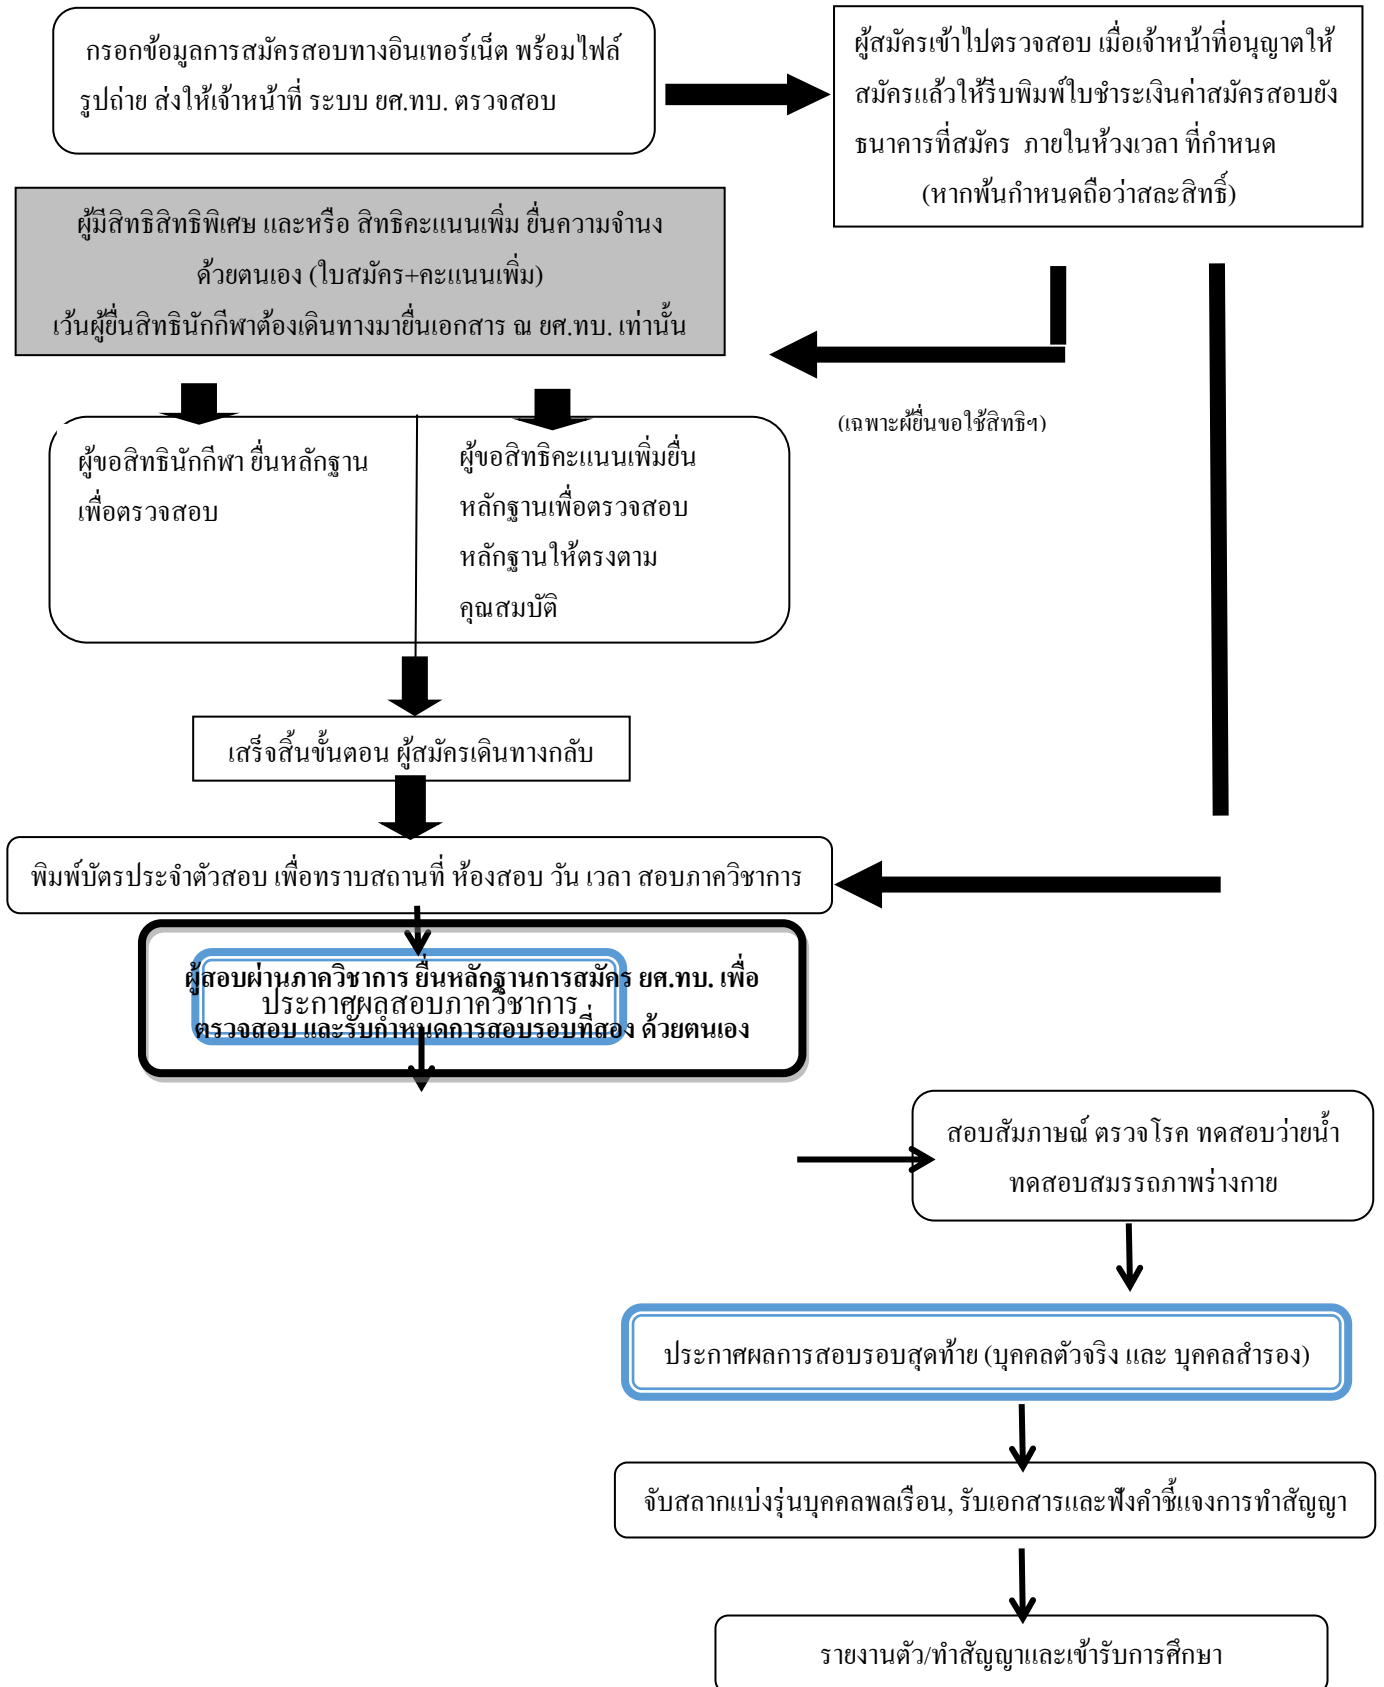 กรอกข้อมูลการสมัครสอบทางอินเทอร์เน็ต พร้อมไฟล์
รูปถ่าย ส่งให้เจ้าหน้าที่ ระบบ ยศ.ทบ. ตรวจสอบ
ผู้สมัครเข้าไปตรวจสอบ เมื่อเจ้าหน้าที่อนุญาตให้
สมัครแล้วให้รีบพิมพ์ใบชำระเงินค่าสมัครสอบยัง
ธนาคารที่สมัคร ภายในห้วงเวลา ที่กำหนด
(หากพ้นกำหนดถือว่าสละสิทธิ์)
ผู้มีสิทธิสิทธิพิเศษ และหรือ สิทธิคะแนนเพิ่ม ยื่นความจำนง
ด้วยตนเอง (ใบสมัคร+คะแนนเพิ่ม)
เว้นผู้ยื่นสิทธินักกีฬาต้องเดินทางมายื่นเอกสาร ณ ยศ.ทบ. เท่านั้น
(เฉพาะผู้ยื่นขอใช้สิทธิฯ)
ผู้ขอสิทธินักกีฬา ยื่นหลักฐาน
เพื่อตรวจสอบ
ผู้ขอสิทธิคะแนนเพิ่มยื่น
หลักฐานเพื่อตรวจสอบ
หลักฐานให้ตรงตาม
คุณสมบัติ
เสร็จสิ้นขั้นตอน ผู้สมัครเดินทางกลับ
พิมพ์บัตรประจำตัวสอบ เพื่อทราบสถานที่ ห้องสอบ วัน เวลา สอบภาควิชาการ
ผู้สอบผ่านภาควิชาการ ยื่นหลักฐานการสมัคร ยศ.ทบ. เพื่อ
ประกาศผลสอบภาควิชาการ
ตรวจสอบ และรับกำหนดการสอบรอบที่สอง ด้วยตนเอง
สอบสัมภาษณ์ ตรวจโรค ทดสอบว่ายน้ำ
ทดสอบสมรรถภาพร่างกาย
ประกาศผลการสอบรอบสุดท้าย (บุคคลตัวจริง และ บุคคลสำรอง)
จับสลากแบ่งรุ่นบุคคลพลเรือน, รับเอกสารและฟังคำชี้แจงการทำสัญญา
รายงานตัว/ทำสัญญาและเข้ารับการศึกษา